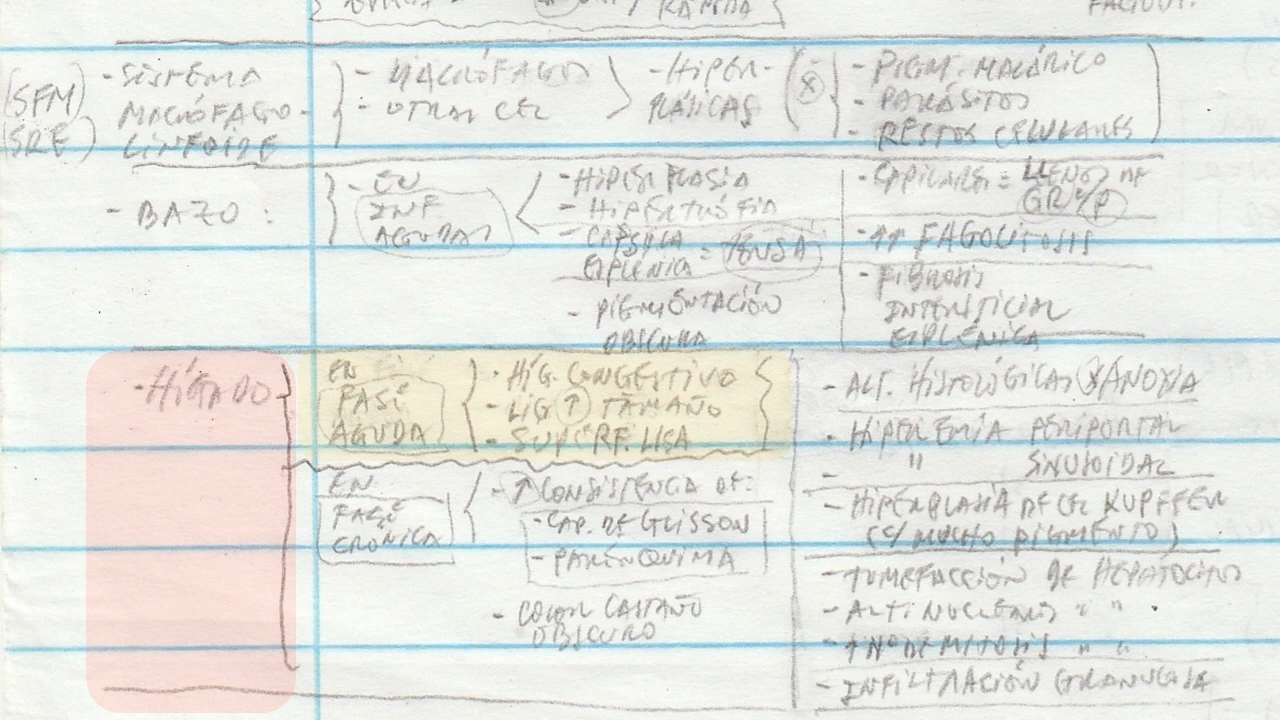 RÁPIDA
FAGOCIT.
(SFM) - SISTEMA
(SRE) MACRÓFAGO-
LINFOIDE
- MACRÓFAGOS
- OTRAS CEL
- HIPER-
PLÁSICAS
(X)
- PIGM. MALÁRICO
- PARÁSITOS
- RESTOS CELULARES
- BAZO :
- EN
INF
AGUDAS
- HIPERPLASIA
- HIPERTROFIA
- CÁPSULA
ESPLÉNICA = TENSA
- PIGMENTACIÓN
OBSCURA
- CAPILARES = LLENOS DE
GR %P
- ↑↑ FAGOCITOSIS
- FIBROSIS
INTERSTICIAL
ESPLÉNICA
- HÍGADO
EN
FASE
AGUDA
- HÍG. CONGESTIVO
- LIG ↑ TAMAÑO
- SUPERF. LISA
EN
FASE
CRÓNICA
- ↑ CONSISTENCIA DE:
- CAP. DE GLISSON
- PARÉNQUIMA
- COLOR CASTAÑO
OBSCURO
- ALT. HISTOLÓGICAS X ANOXIA
- HIPEREMIA PERIPORTAL
- " SINUSOIDAL
- HIPERPLASIA DE CEL KUPFFER
(C/ MUCHO PIGMENTO)
- TUMEFACCIÓN DE HEPATOCITOS
- ALT NUCLEARES " " .
- ↑ Nº DE MITOSIS " "
- INFILTRACIÓN GRANULOSA